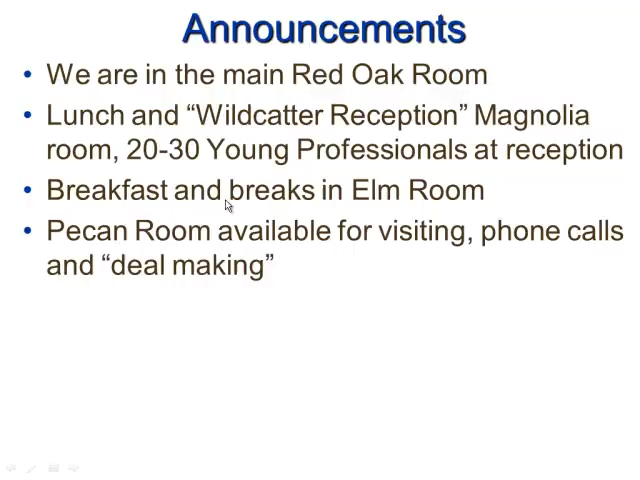 Announcements
• We are in the main Red Oak Room
• Lunch and “Wildcatter Reception” Magnolia
room, 20-30 Young Professionals at reception
• Breakfast and breaks in Elm Room
• Pecan Room available for visiting, phone calls
and “deal making”